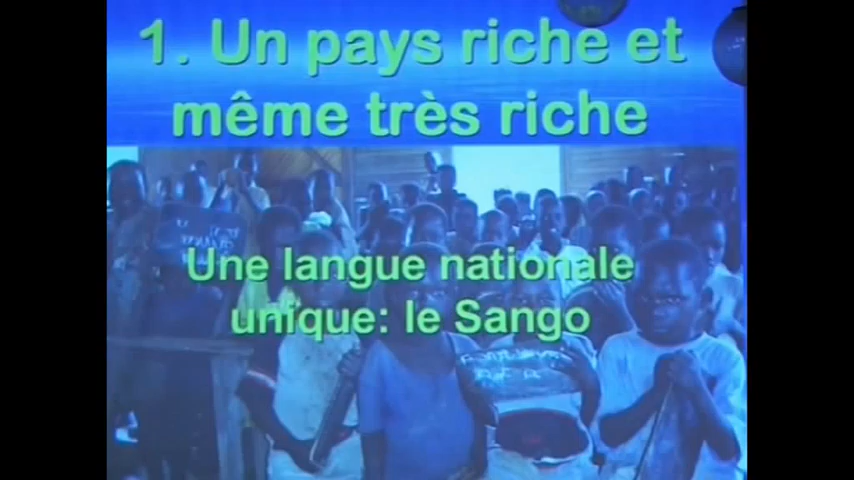 1. Un pays riche et
même très riche
Une langue nationale
unique: le Sango